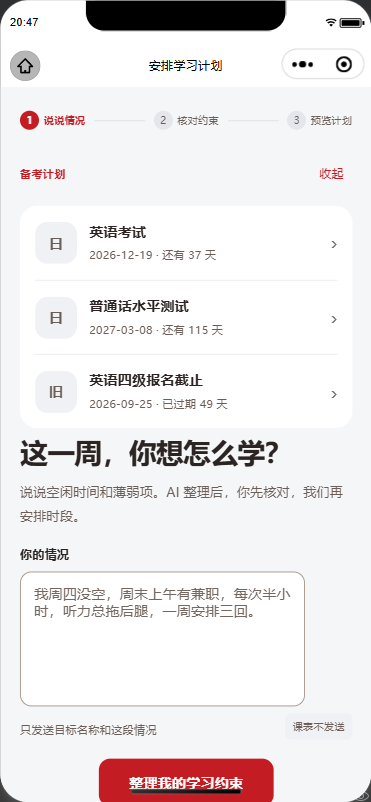 20:47
安排学习计划
1 说说情况
2 核对约束
3 预览计划
备考计划
收起
日
英语考试
2026-12-19 · 还有 37 天
日
普通话水平测试
2027-03-08 · 还有 115 天
旧
英语四级报名截止
2026-09-25 · 已过期 49 天
这一周，你想怎么学？
说说空闲时间和薄弱项。AI 整理后，你先核对，我们再
安排时段。
你的情况
我周四没空，周末上午有兼职，每次半小
时，听力总拖后腿，一周安排三回。
只发送目标名称和这段情况
课表不发送
整理我的学习约束